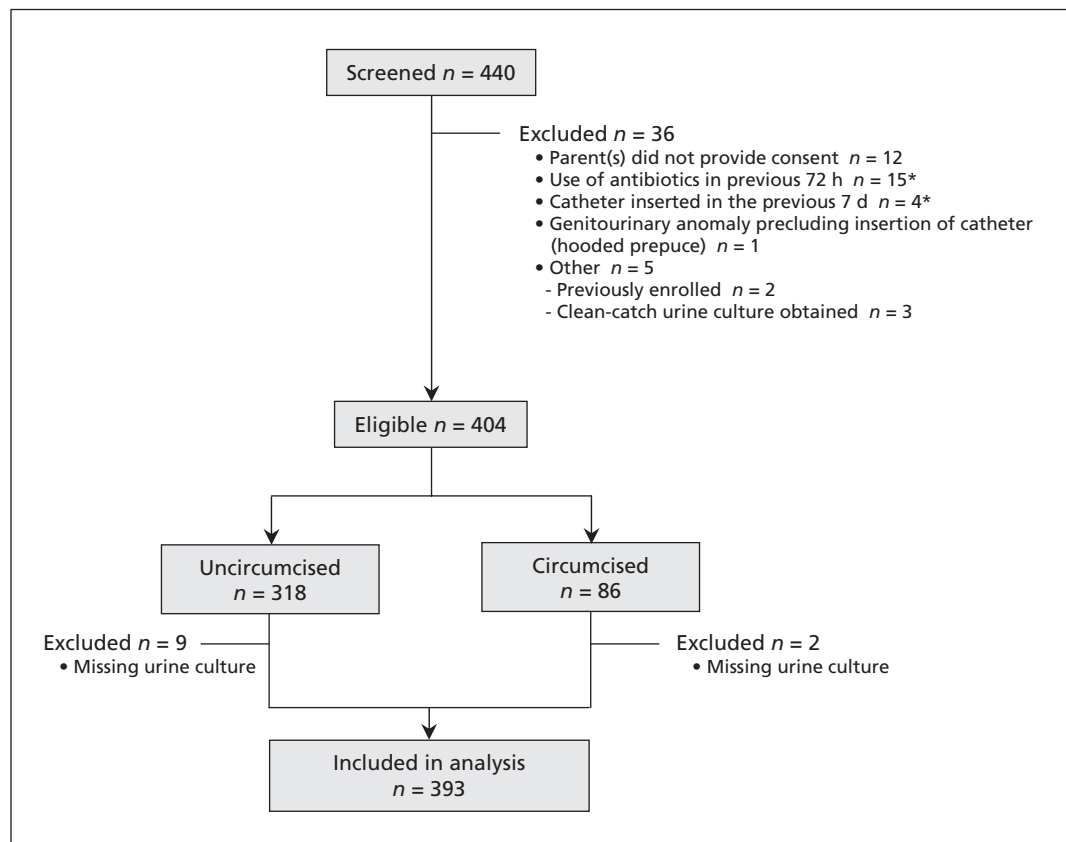 Screened n = 440
Excluded n = 36
• Parent(s) did not provide consent n = 12
• Use of antibiotics in previous 72 h n = 15*
• Catheter inserted in the previous 7 d n = 4*
• Genitourinary anomaly precluding insertion of catheter
(hooded prepuce) n = 1
• Other n = 5
- Previously enrolled n = 2
- Clean-catch urine culture obtained n = 3
Eligible n = 404
Uncircumcised
n = 318
Circumcised
n = 86
Excluded n = 9
• Missing urine culture
Excluded n = 2
• Missing urine culture
Included in analysis
n = 393